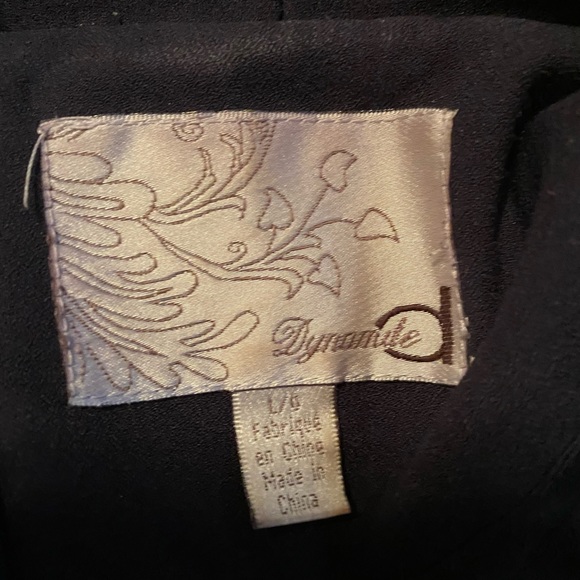 Dynamite
L/G
Fabriqué
en Chine
Made in
China